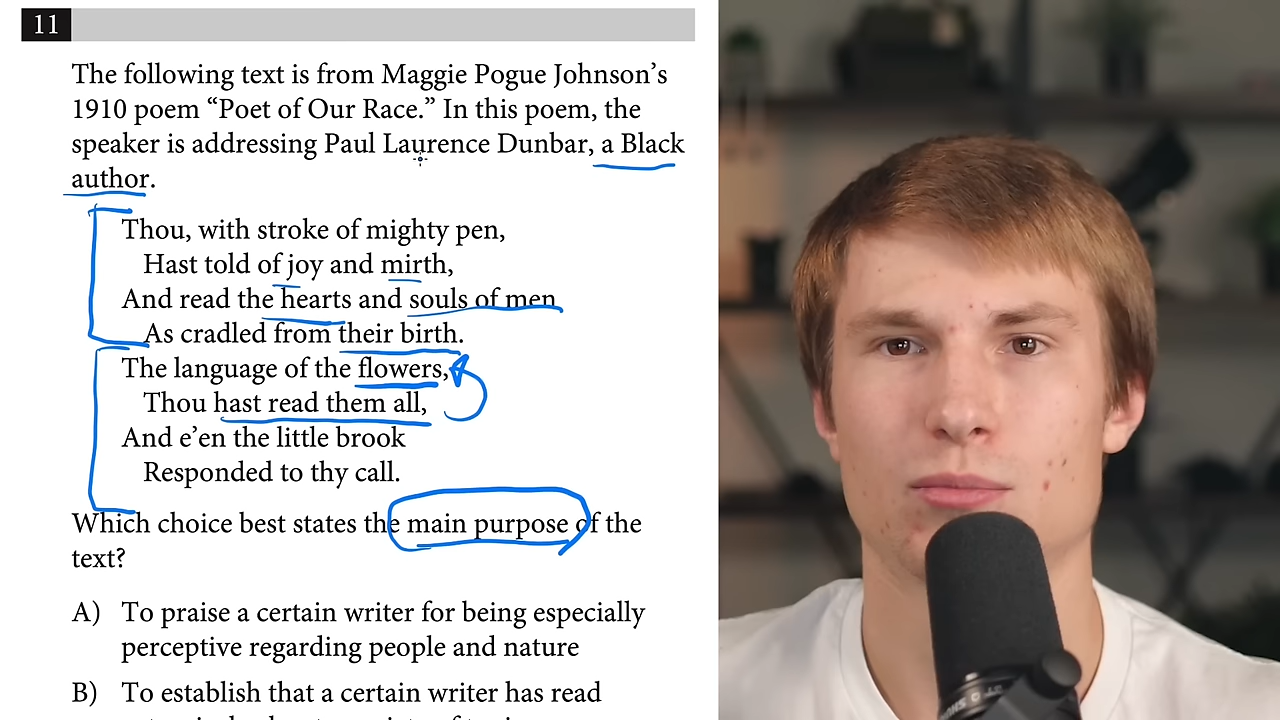 11
The following text is from Maggie Pogue Johnson’s
1910 poem “Poet of Our Race.” In this poem, the
speaker is addressing Paul Laurence Dunbar, a Black
author.
Thou, with stroke of mighty pen,
Hast told of joy and mirth,
And read the hearts and souls of men
As cradled from their birth.
The language of the flowers,
Thou hast read them all,
And e’en the little brook
Responded to thy call.
Which choice best states the main purpose of the
text?
A) To praise a certain writer for being especially
perceptive regarding people and nature
B) To establish that a certain writer has read